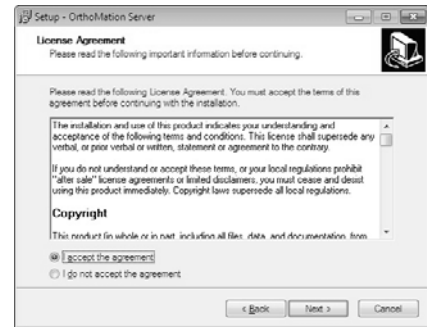 Setup - OrthoMation Server
License Agreement
Please read the following important information before continuing.
Please read the following License Agreement. You must accept the terms of this
agreement before continuing with the installation.
The installation and use of this product indicates your understanding and
acceptance of the following terms and conditions. This license shall supersede any
verbal, or prior verbal or written, statement or agreement to the contrary.
If you do not understand or accept these terms, or your local regulations prohibit
"after sale" license agreements or limited disclaimers, you must cease and desist
using this product immediately. Copyright laws supersede all local regulations.
Copyright
This product (in whole or in part, including all files, data, and documentation, from
I accept the agreement
I do not accept the agreement
< Back
Next >
Cancel